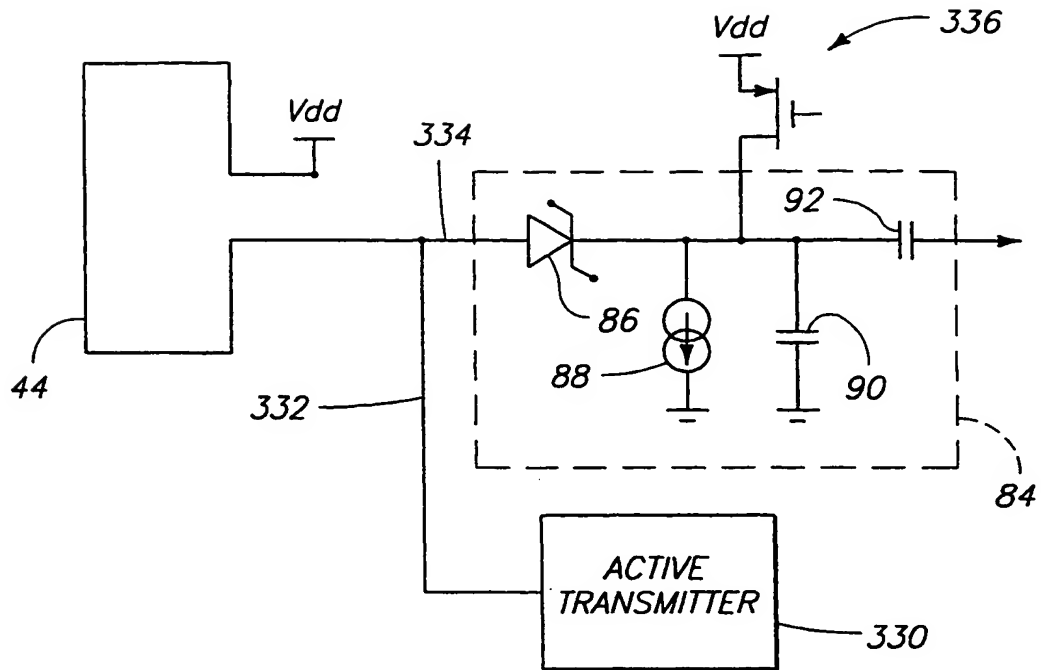 Vdd
336
Vdd
334
92
86
88
90
44
332
84
ACTIVE
TRANSMITTER
330